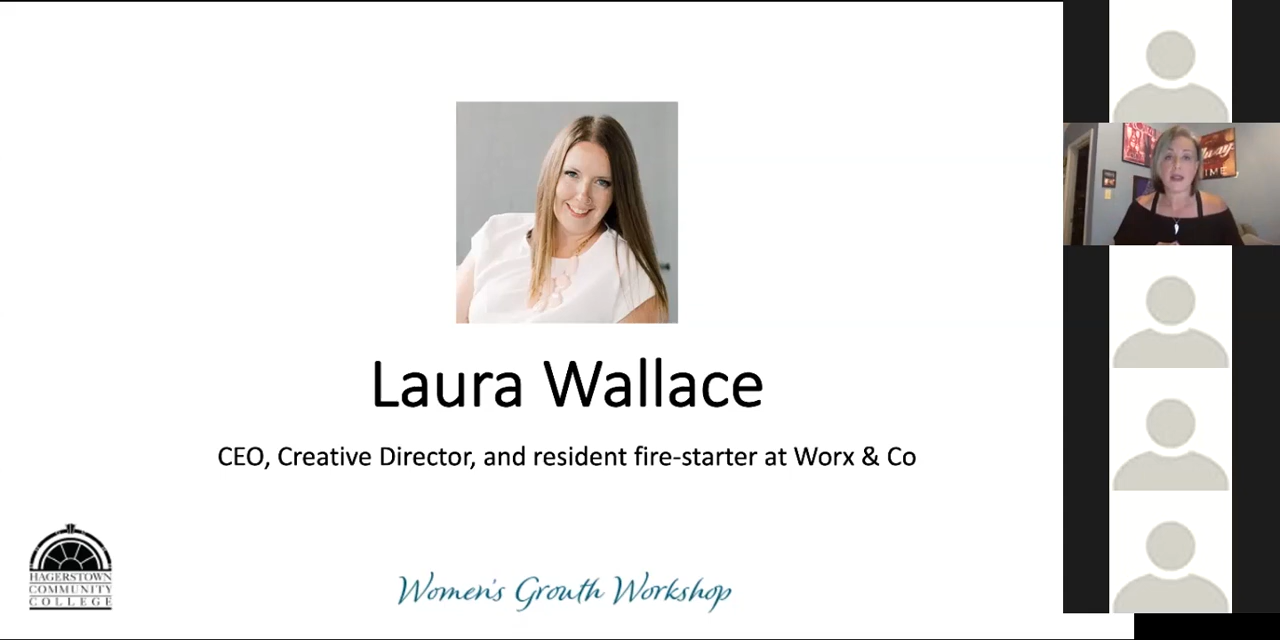 Laura Wallace
CEO, Creative Director, and resident fire-starter at Worx & Co
HAGERSTOWN
COMMUNITY
COLLEGE
Women's Growth Workshop